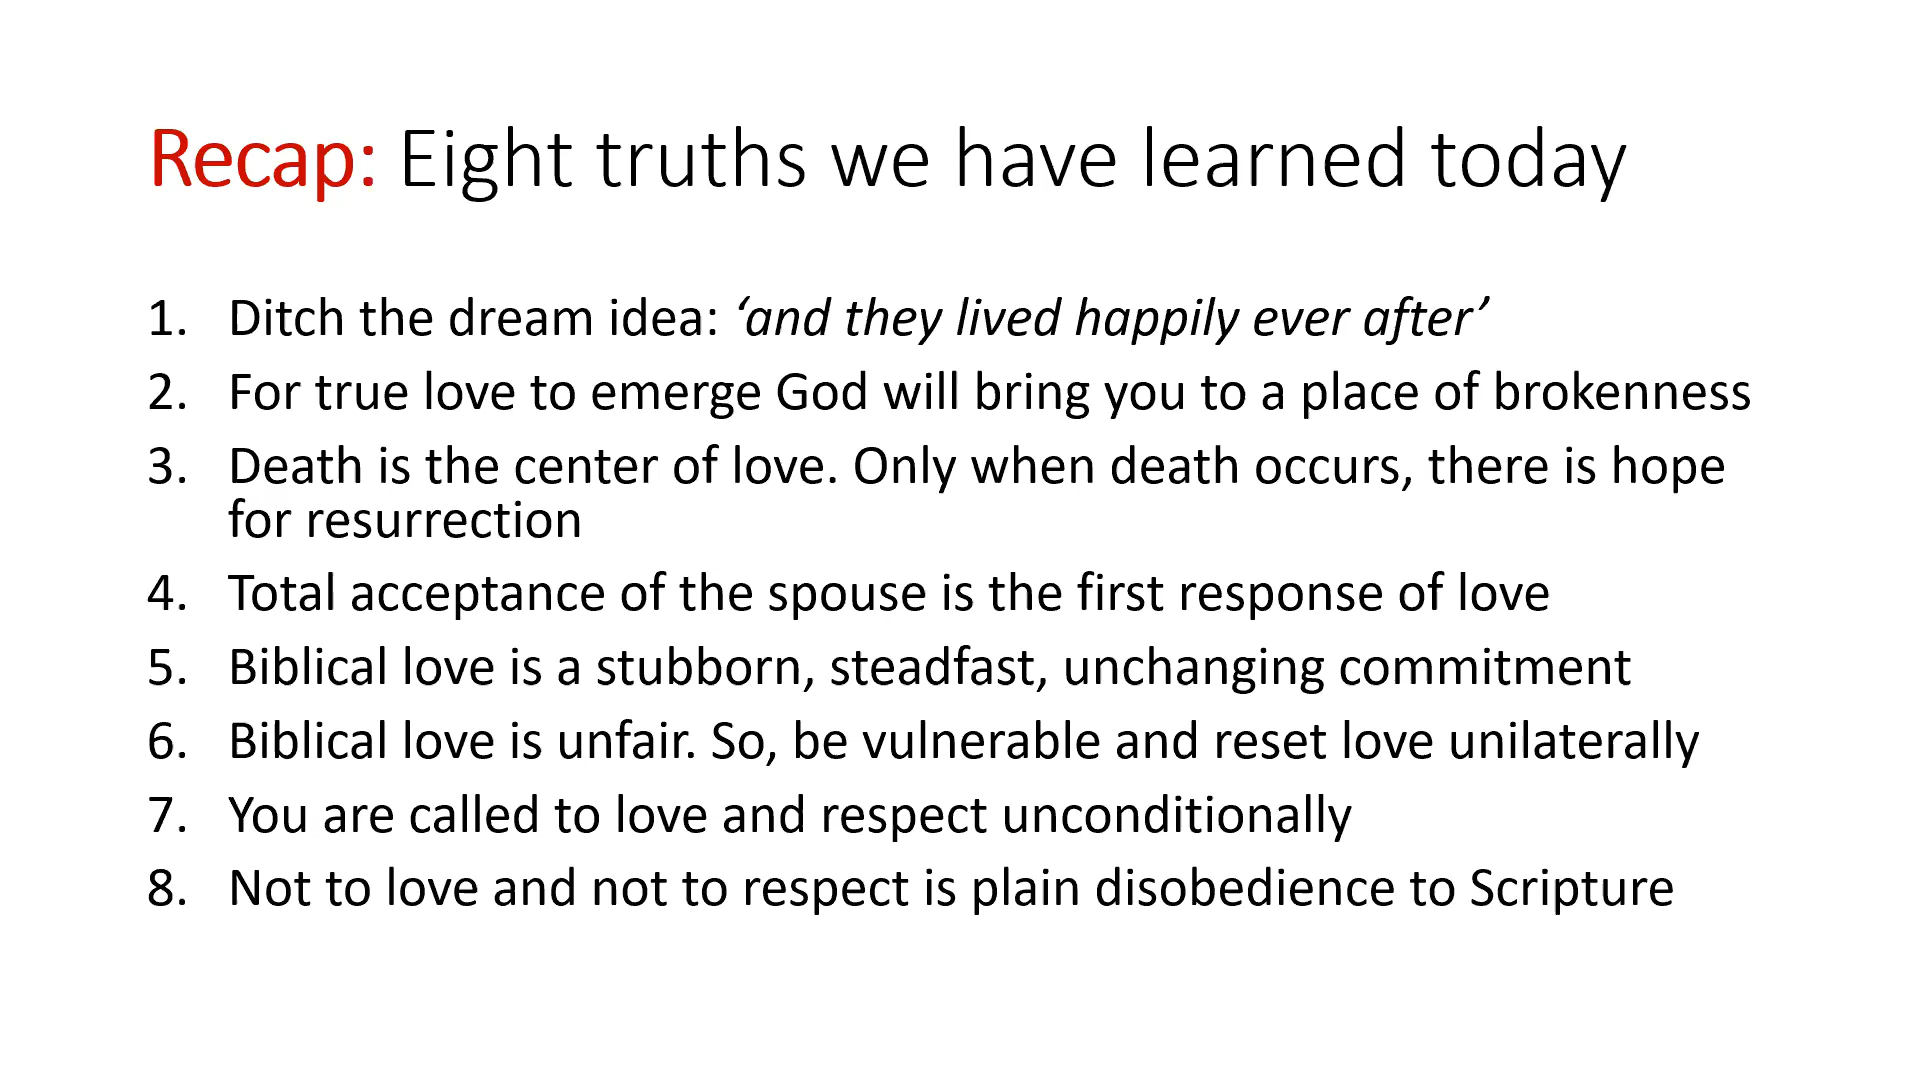 Recap: Eight truths we have learned today
1. Ditch the dream idea: ‘and they lived happily ever after’
2. For true love to emerge God will bring you to a place of brokenness
3. Death is the center of love. Only when death occurs, there is hope
for resurrection
4. Total acceptance of the spouse is the first response of love
5. Biblical love is a stubborn, steadfast, unchanging commitment
6. Biblical love is unfair. So, be vulnerable and reset love unilaterally
7. You are called to love and respect unconditionally
8. Not to love and not to respect is plain disobedience to Scripture